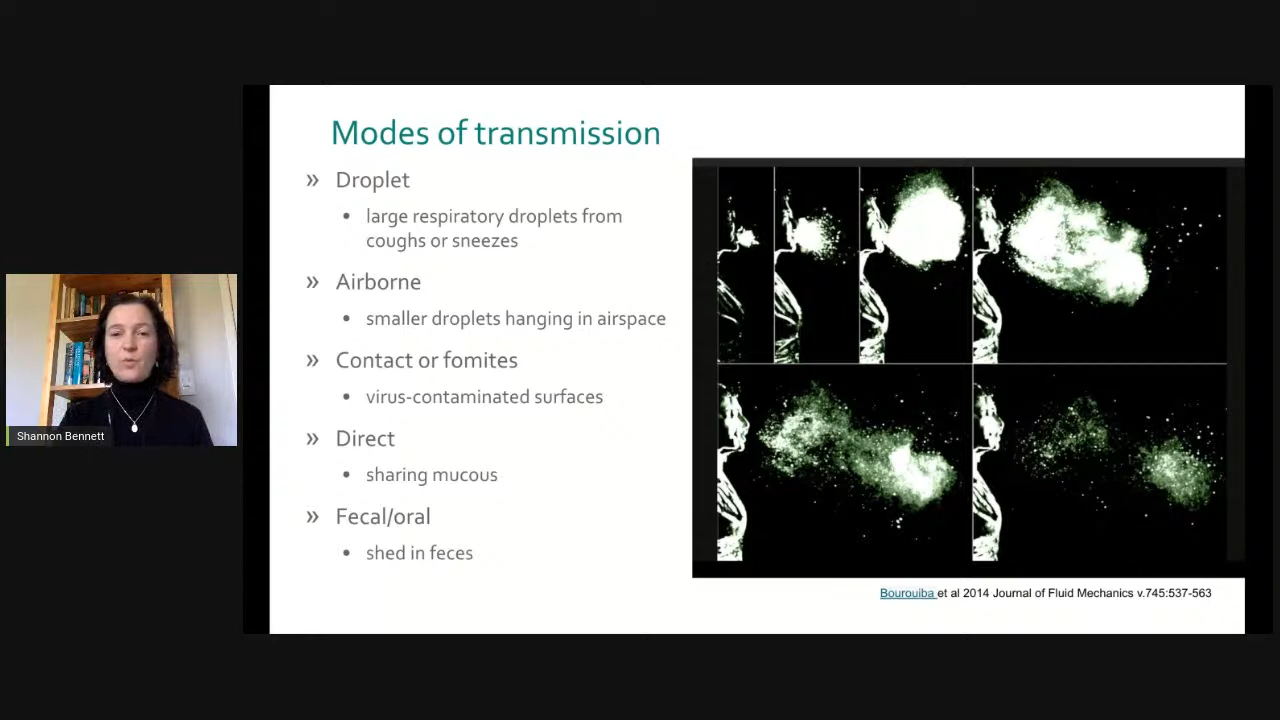 Modes of transmission
» Droplet
• large respiratory droplets from
coughs or sneezes
» Airborne
• smaller droplets hanging in airspace
» Contact or fomites
• virus-contaminated surfaces
» Direct
• sharing mucous
» Fecal/oral
• shed in feces
Bourouiba et al 2014 Journal of Fluid Mechanics v.745:537-563
Shannon Bennett